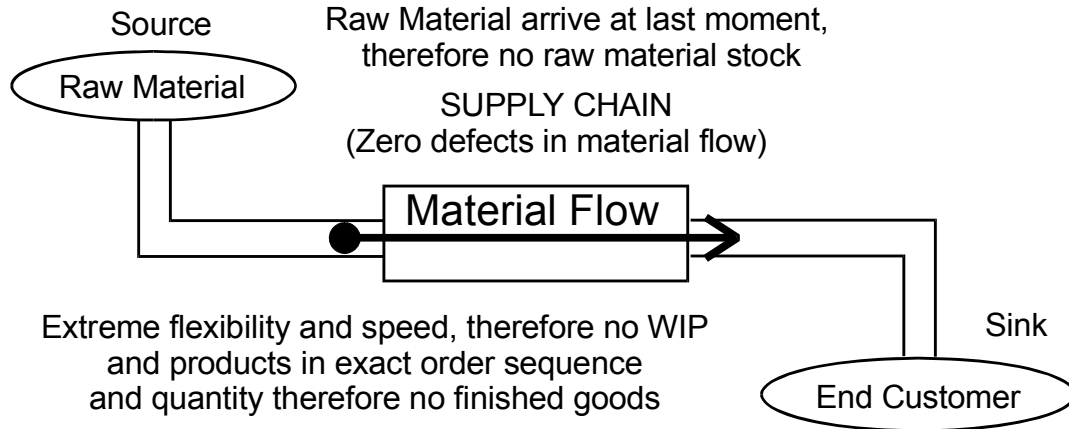 Source
Raw Material
Raw Material arrive at last moment,
therefore no raw material stock
SUPPLY CHAIN
(Zero defects in material flow)
Material Flow
Extreme flexibility and speed, therefore no WIP
and products in exact order sequence
and quantity therefore no finished goods
Sink
End Customer